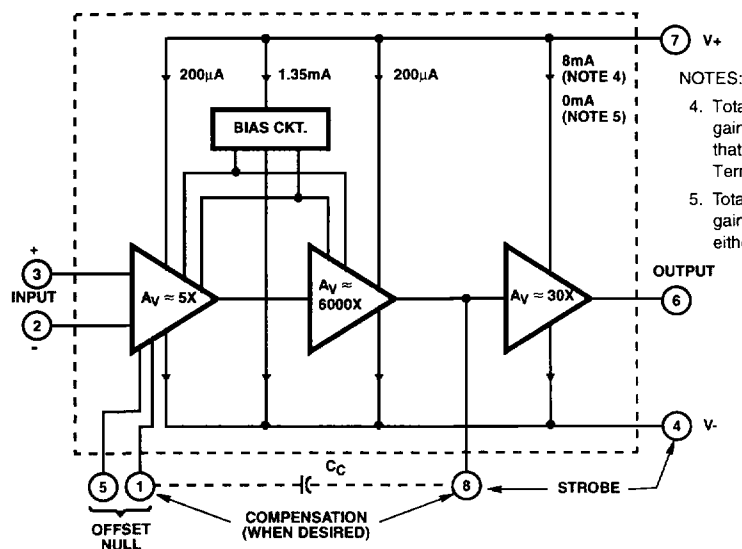 7 V+
200µA 1.35mA 200µA 8mA
(NOTE 4)
0mA
(NOTE 5)
BIAS CKT.
NOTES:
4. Tota
gain
that
Terr
5. Tota
gain
eithe
+
3
INPUT
2
-
AV ≈ 5X
AV ≈
6000X
AV ≈ 30X
OUTPUT
6
4 V-
CC
5 1 8 STROBE
OFFSET
NULL
COMPENSATION
(WHEN DESIRED)